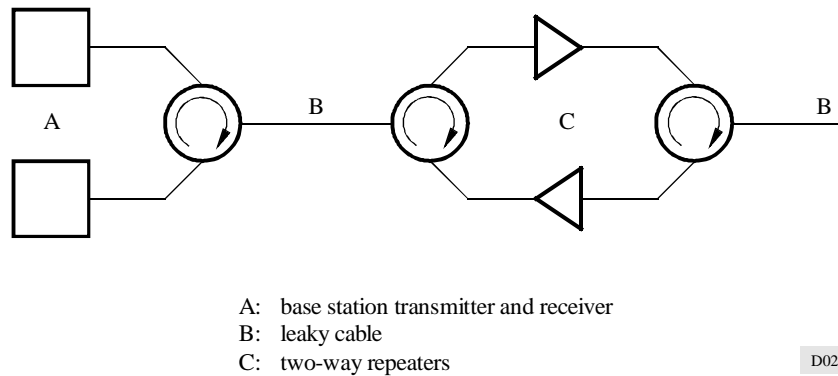 B
B
A
C
A: base station transmitter and receiver
B: leaky cable
C: two-way repeaters
D02